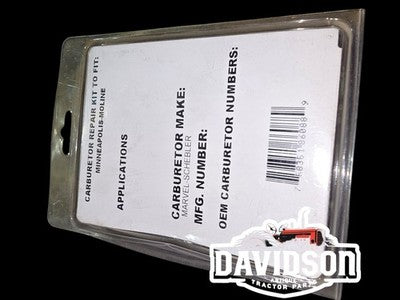 CARBURETOR REPAIR KIT TO FIT:
MINNEAPOLIS-MOLINE
APPLICATIONS
CARBURETOR MAKE:
MARVEL-SCHEBLER
MFG. NUMBER:
OEM CARBURETOR NUMBERS:
DAVIDSON
ANTIQUE
TRACTOR PARTS